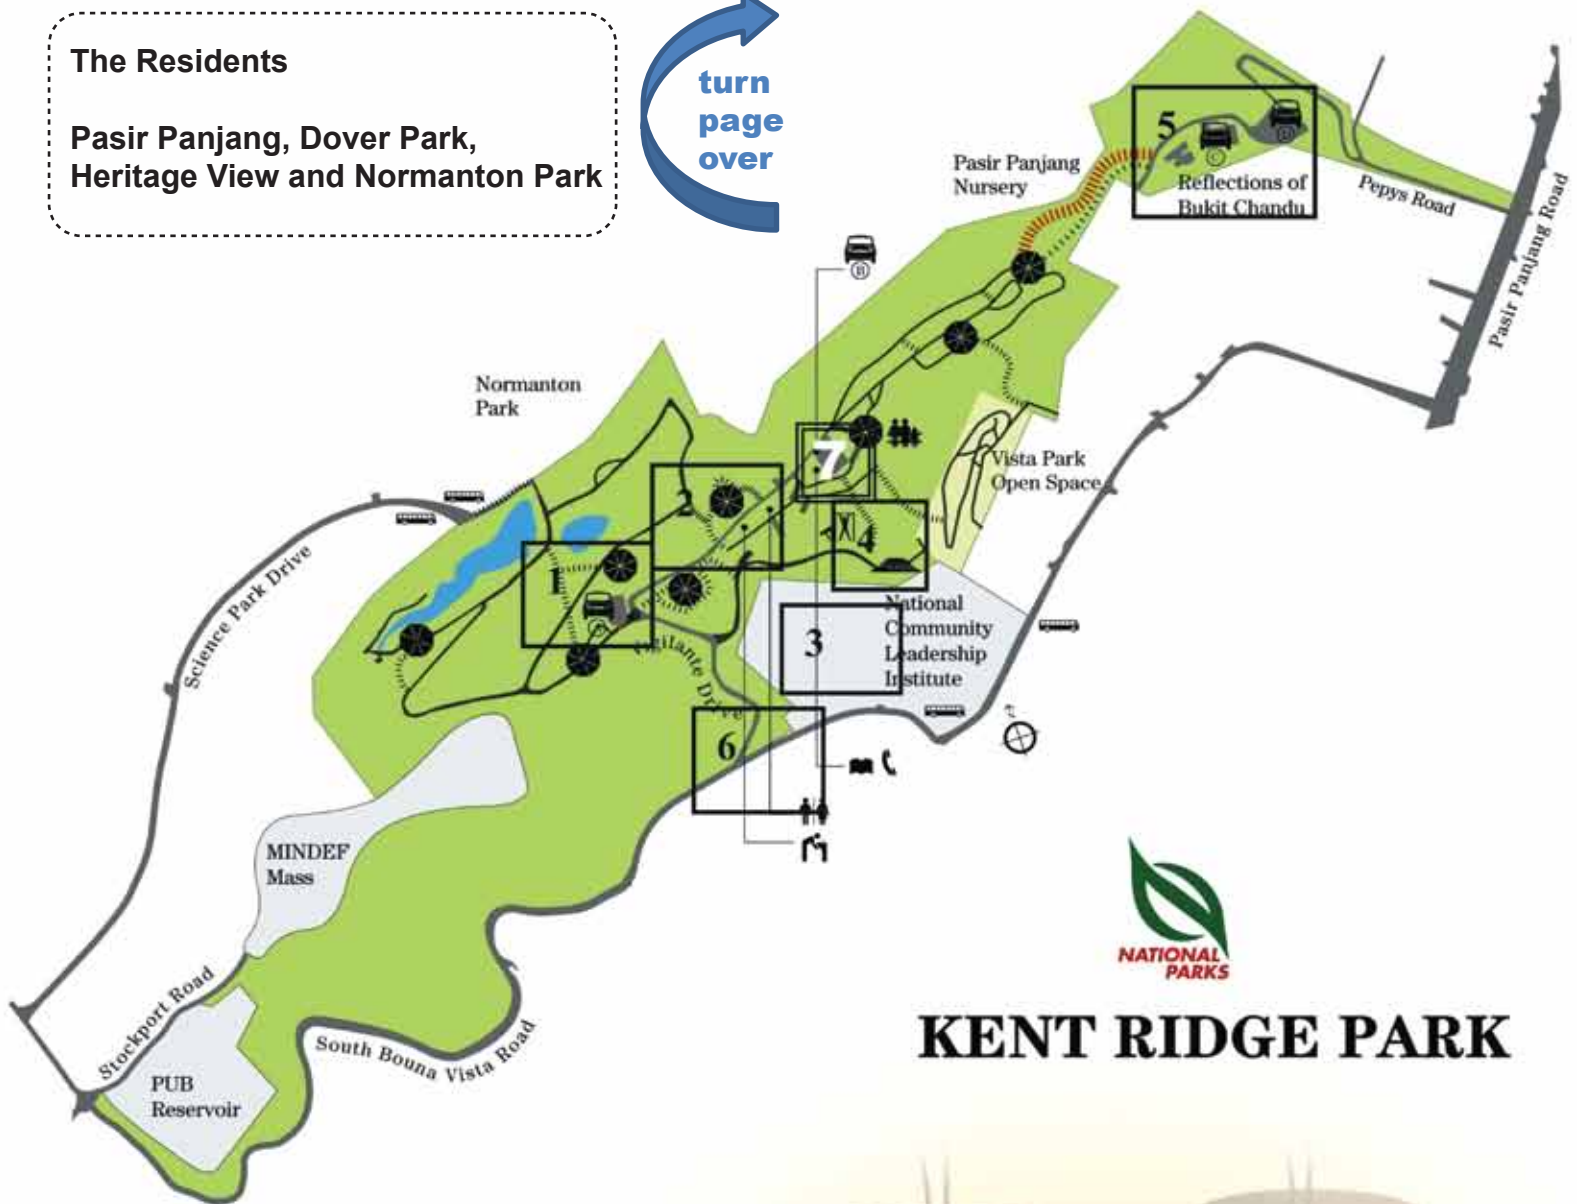 The Residents
Pasir Panjang, Dover Park,
Heritage View and Normanton Park
turn
page
over
5
C
D
Reflections of
Bukit Chandu
Pasir Panjang
Nursery
Pepys Road
Pasir Panjang Road
B
Normanton
Park
7
Vista Park
Open Space
2
4
1
A
Science Park Drive
Vigilante Drive
3
National
Community
Leadership
Institute
6
MINDEF
Mass
Stockport Road
South Bouna Vista Road
PUB
Reservoir
NATIONAL
PARKS
KENT RIDGE PARK